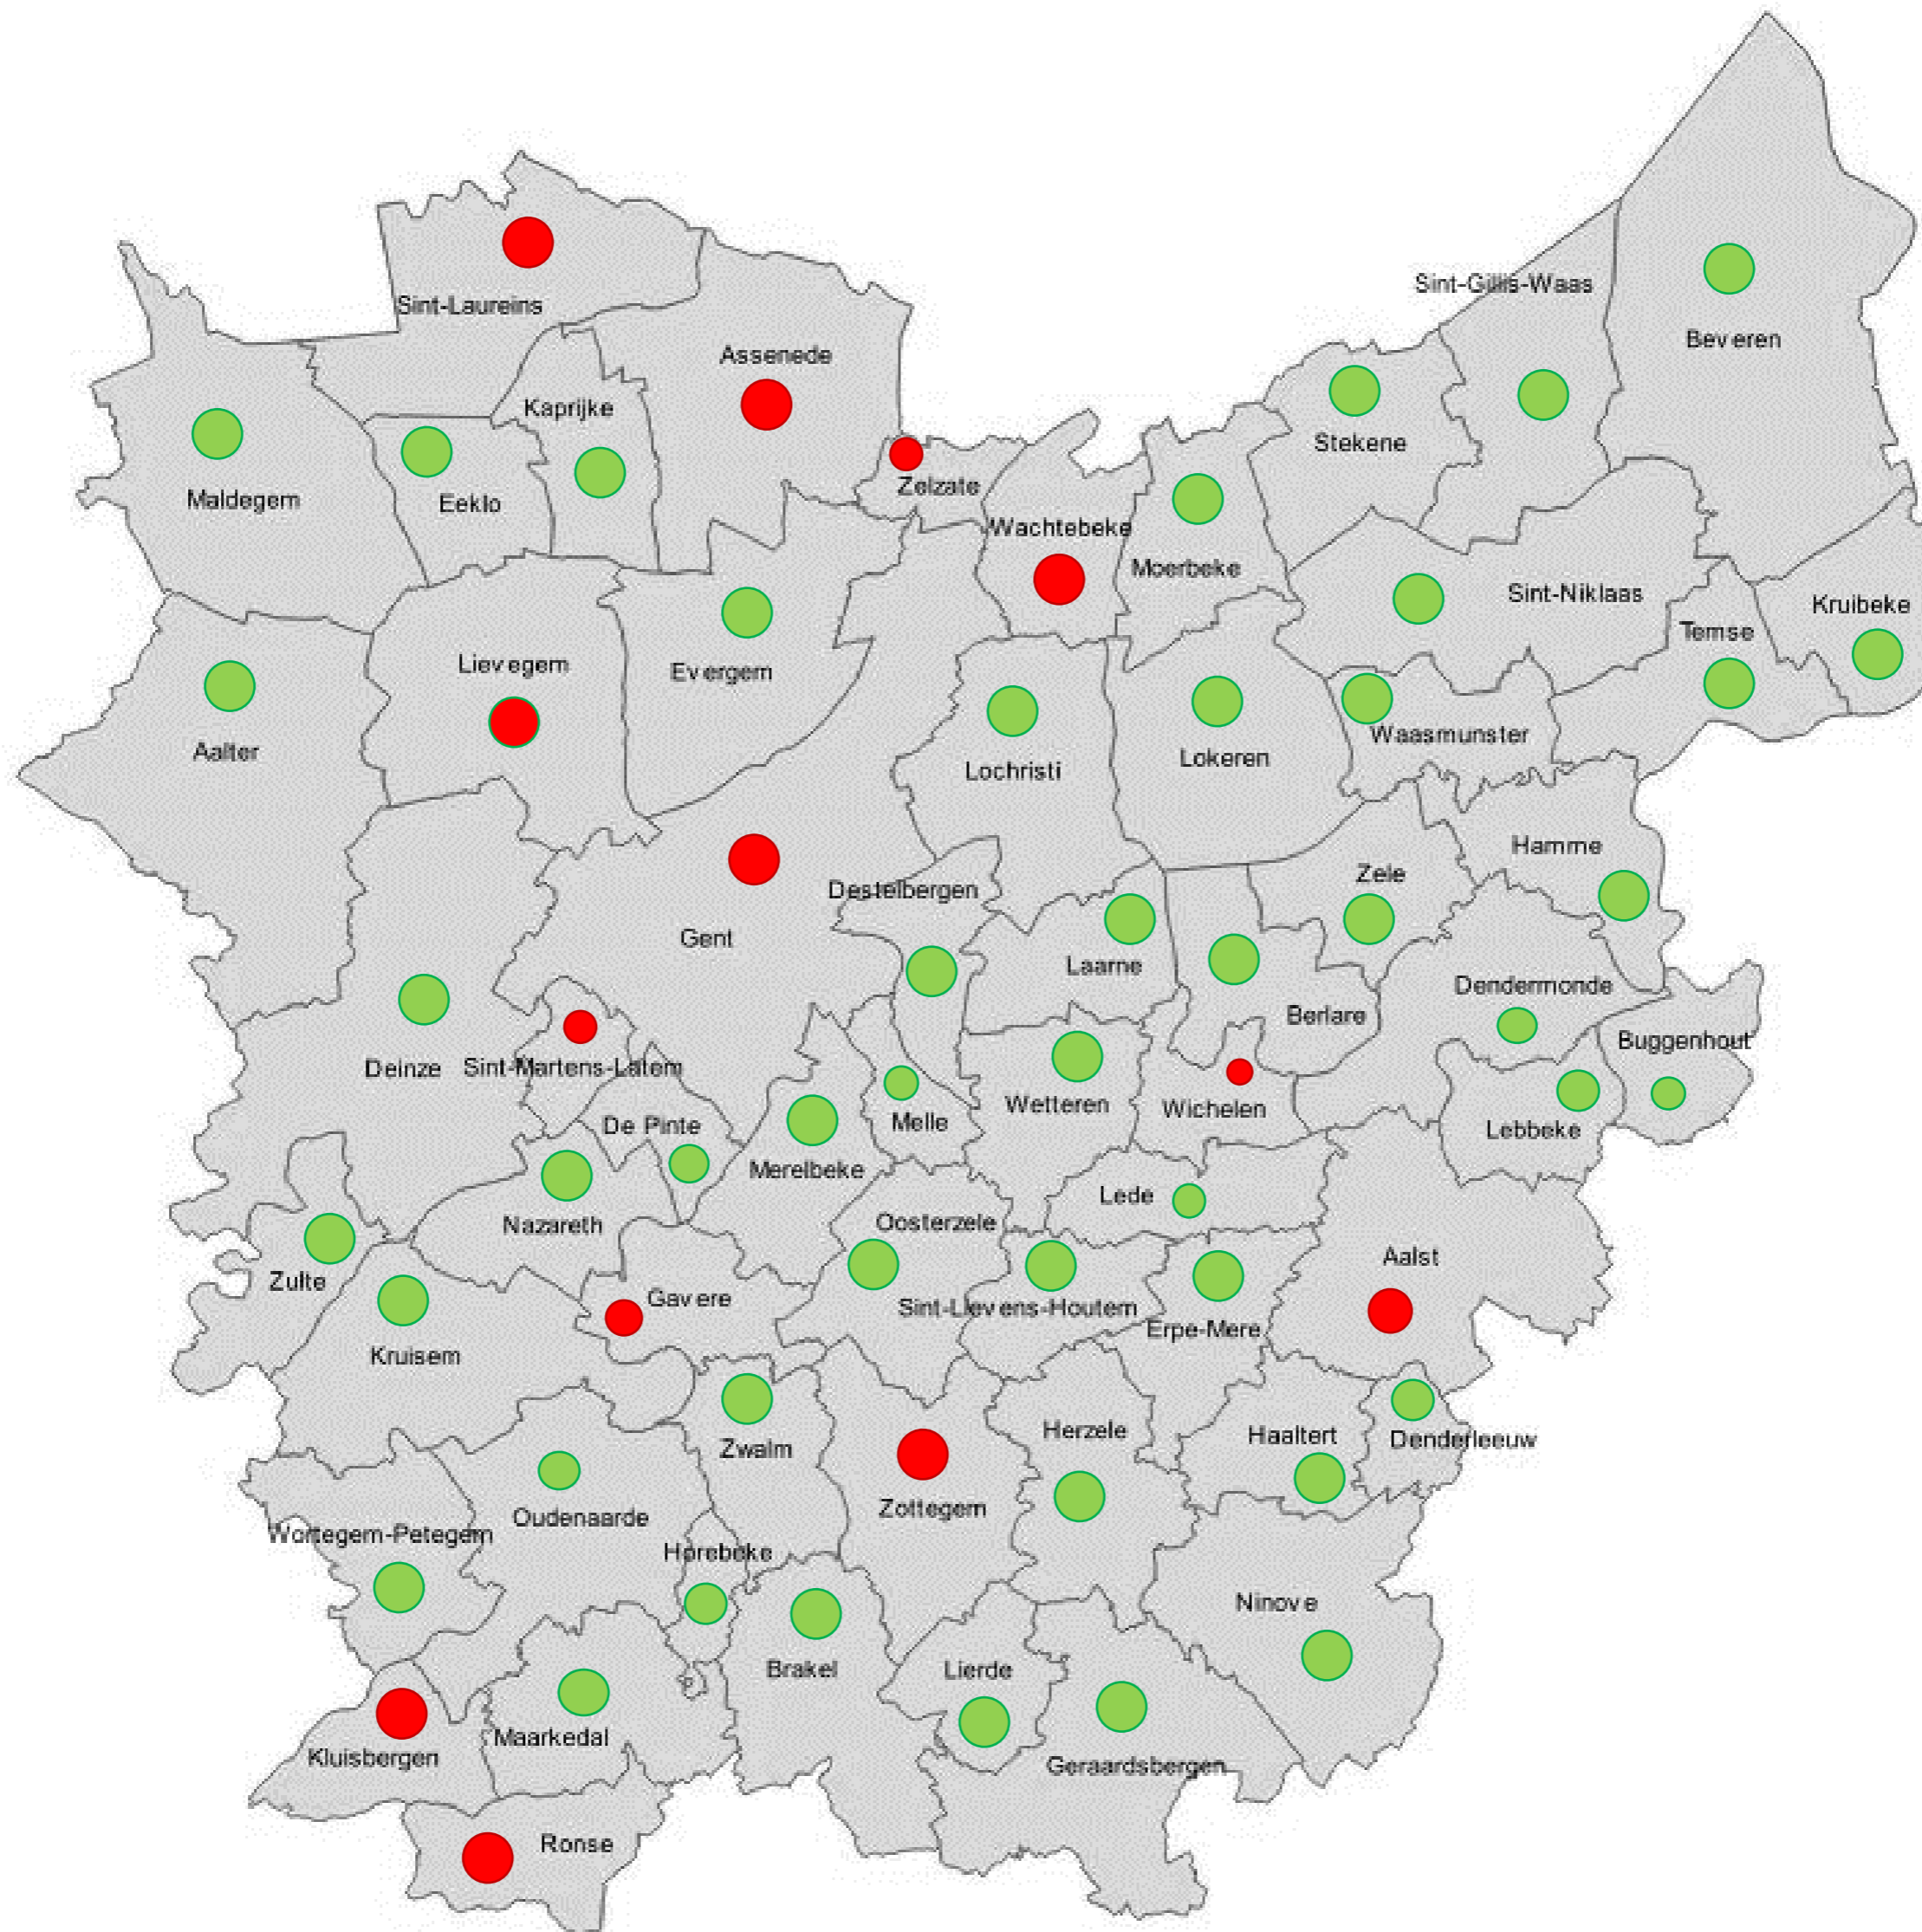 Sint-Laureins
Sint-Gillis-Waas
Beveren
Assenede
Kaprijke
Stekene
Zelzate
Maldegem
Eeklo
Wachtebeke
Moerbeke
Sint-Niklaas
Kruibeke
Temse
Lievegem
Evergem
Waasmunster
Aalter
Lokeren
Lochristi
Hamme
Zele
Destelbergen
Gent
Laarne
Dendermonde
Berlare
Buggenhout
Deinze
Sint-Martens-Latem
Wetteren
Wichelen
Melle
De Pinte
Lebbeke
Merelbeke
Lede
Oosterzele
Nazareth
Aalst
Zulte
Gavere
Sint-Lievens-Houtem
Erpe-Mere
Kruisem
Herzele
Haaltert
Denderleeuw
Zwalm
Zottegem
Oudenaarde
Wortegem-Petegem
Horebeke
Ninove
Brakel
Lierde
Maarkedal
Kluisbergen
Geraardsbergen
Ronse